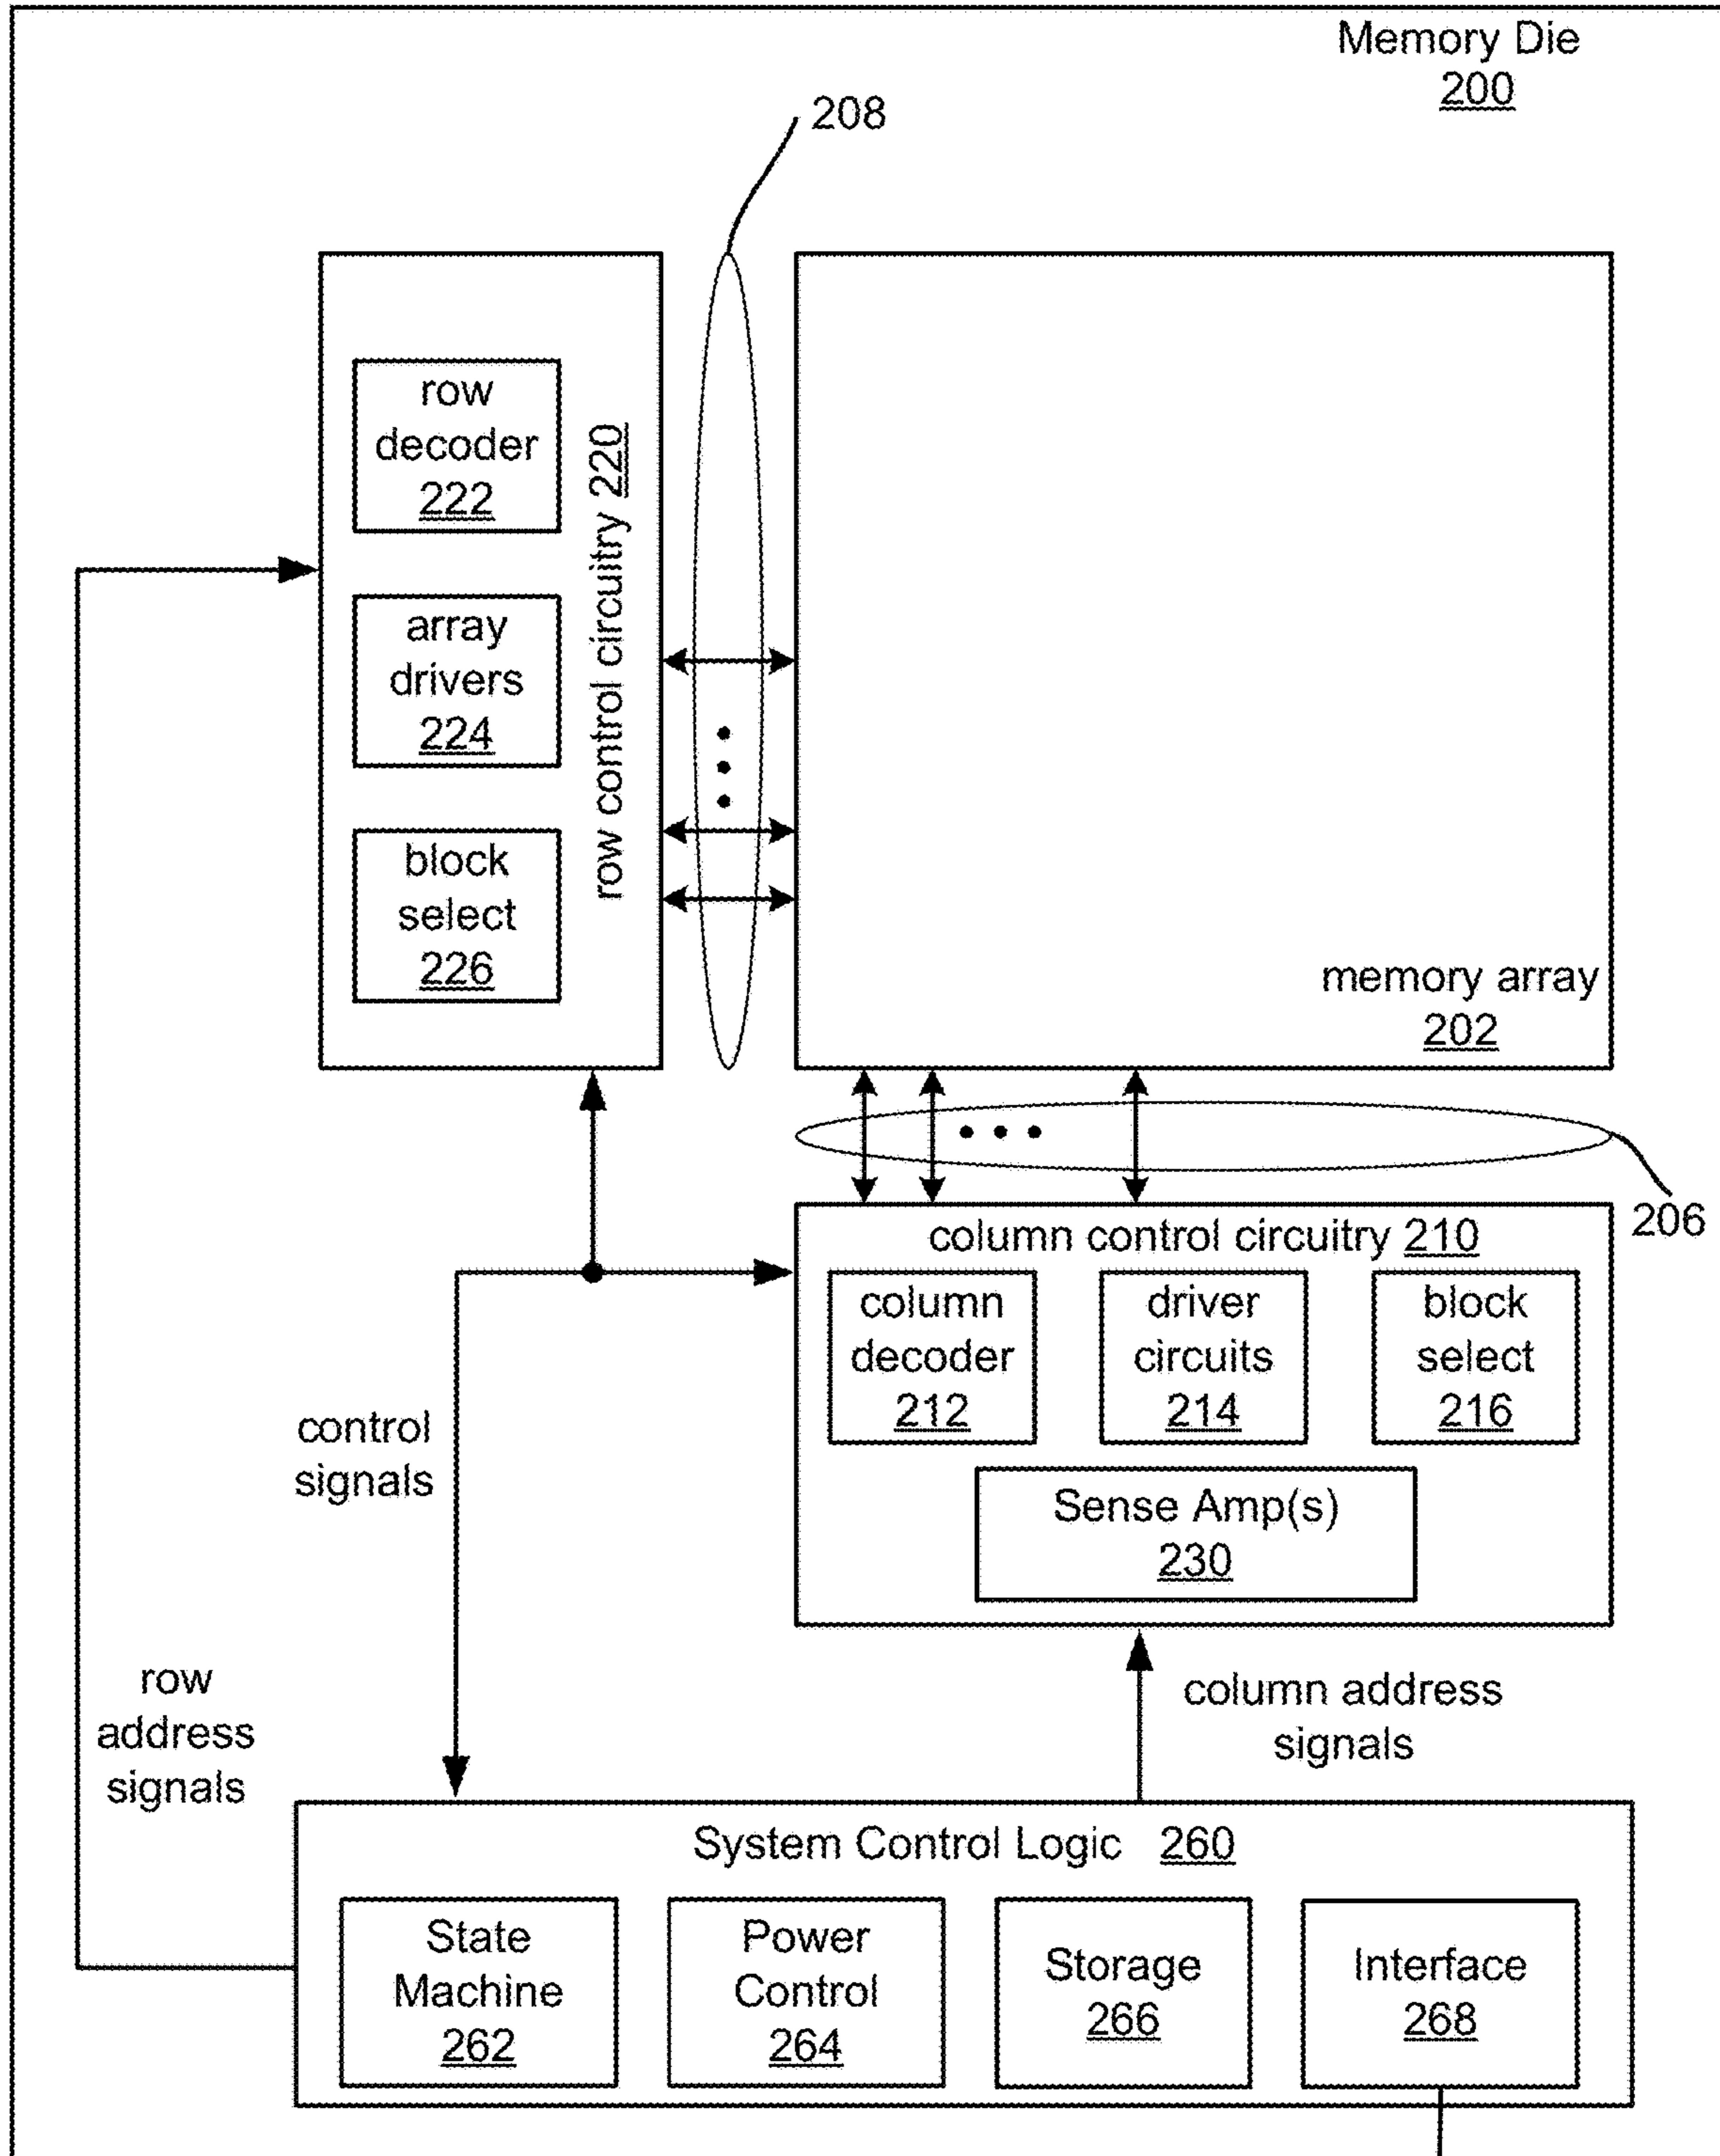 Memory Die
200
208
row
decoder
222
array
drivers
224
block
select
226
row control circuitry 220
memory array
202
206
column control circuitry 210
column
decoder
212
driver
circuits
214
block
select
216
Sense Amp(s)
230
control
signals
row
address
signals
column address
signals
System Control Logic 260
State
Machine
262
Power
Control
264
Storage
266
Interface
268